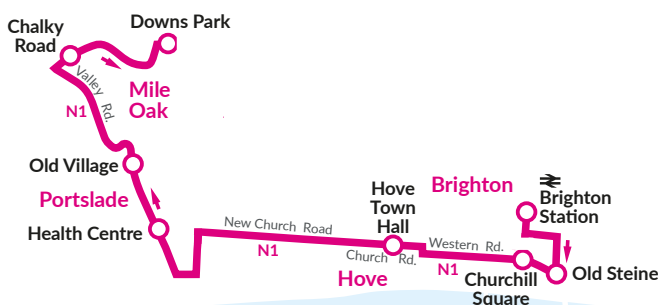 Downs Park
Chalky
Road
Valley Rd.
Mile
Oak
N1
Old Village
Portslade
Health Centre
New Church Road
N1
Hove
Town
Hall
Church Rd.
Hove
Western Rd.
N1
Brighton
Brighton
Station
Churchill
Square
Old Steine